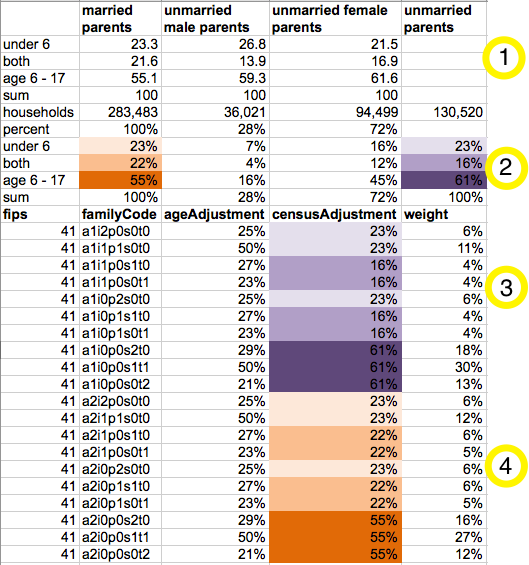 married parents unmarried male parents unmarried female parents unmarried parents
under 6 23.3 26.8 21.5
both 21.6 13.9 16.9
age 6 - 17 55.1 59.3 61.6
sum 100 100 100
households 283,483 36,021 94,499 130,520
percent 100% 28% 72%
under 6 23% 7% 16% 23%
both 22% 4% 12% 16%
age 6 - 17 55% 16% 45% 61%
sum 100% 28% 72% 100%
fips familyCode ageAdjustment censusAdjustment weight
41 a1i2p0s0t0 25% 23% 6%
41 a1i1p1s0t0 50% 23% 11%
41 a1i1p0s1t0 27% 16% 4%
41 a1i1p0s0t1 23% 16% 4%
41 a1i0p2s0t0 25% 23% 6%
41 a1i0p1s1t0 27% 16% 4%
41 a1i0p1s0t1 23% 16% 4%
41 a1i0p0s2t0 29% 61% 18%
41 a1i0p0s1t1 50% 61% 30%
41 a1i0p0s0t2 21% 61% 13%
41 a2i2p0s0t0 25% 23% 6%
41 a2i1p1s0t0 50% 23% 12%
41 a2i1p0s1t0 27% 22% 6%
41 a2i1p0s0t1 23% 22% 5%
41 a2i0p2s0t0 25% 23% 6%
41 a2i0p1s1t0 27% 22% 6%
41 a2i0p1s0t1 23% 22% 5%
41 a2i0p0s2t0 29% 55% 16%
41 a2i0p0s1t1 50% 55% 27%
41 a2i0p0s0t2 21% 55% 12%
1
2
3
4